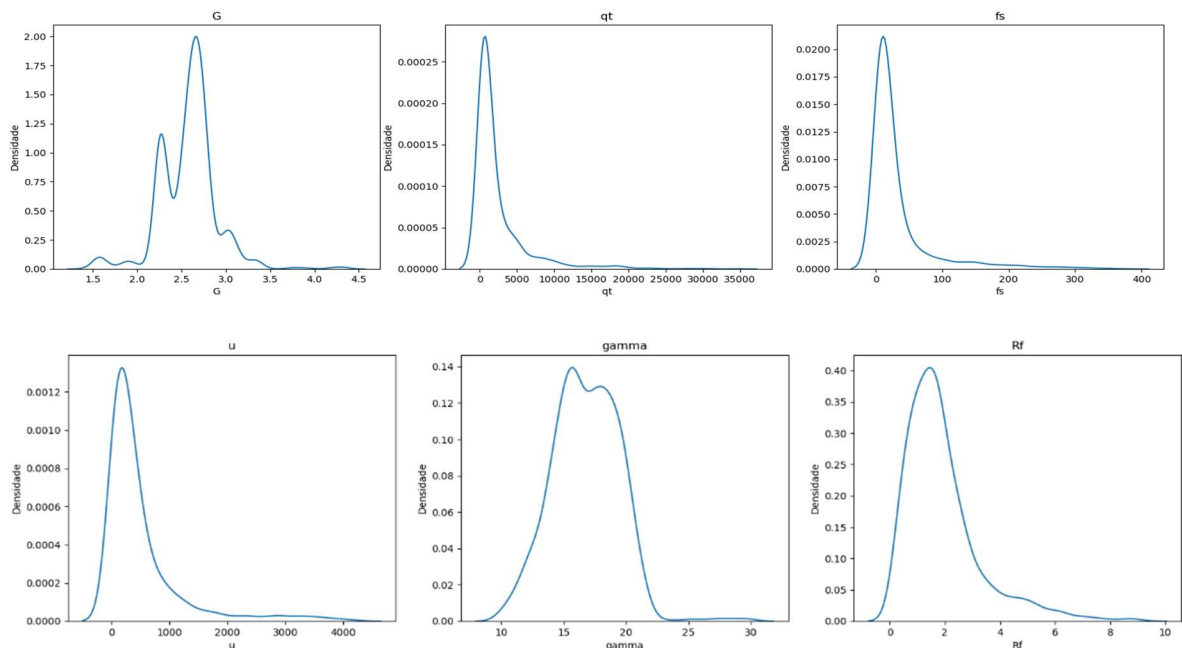 G
2.00
1.75
1.50
1.25
1.00
0.75
0.50
0.25
0.00
Densidade
1.5 2.0 2.5 3.0 3.5 4.0 4.5
G
qt
0.00025
0.00020
0.00015
0.00010
0.00005
0.00000
Densidade
0 5000 10000 15000 20000 25000 30000 35000
qt
fs
0.0200
0.0175
0.0150
0.0125
0.0100
0.0075
0.0050
0.0025
0.0000
Densidade
0 100 200 300 400
fs
u
0.0012
0.0010
0.0008
0.0006
0.0004
0.0002
0.0000
Densidade
0 1000 2000 3000 4000
u
gamma
0.14
0.12
0.10
0.08
0.06
0.04
0.02
0.00
Densidade
10 15 20 25 30
gamma
Rf
0.40
0.35
0.30
0.25
0.20
0.15
0.10
0.05
0.00
Densidade
0 2 4 6 8 10
Rf